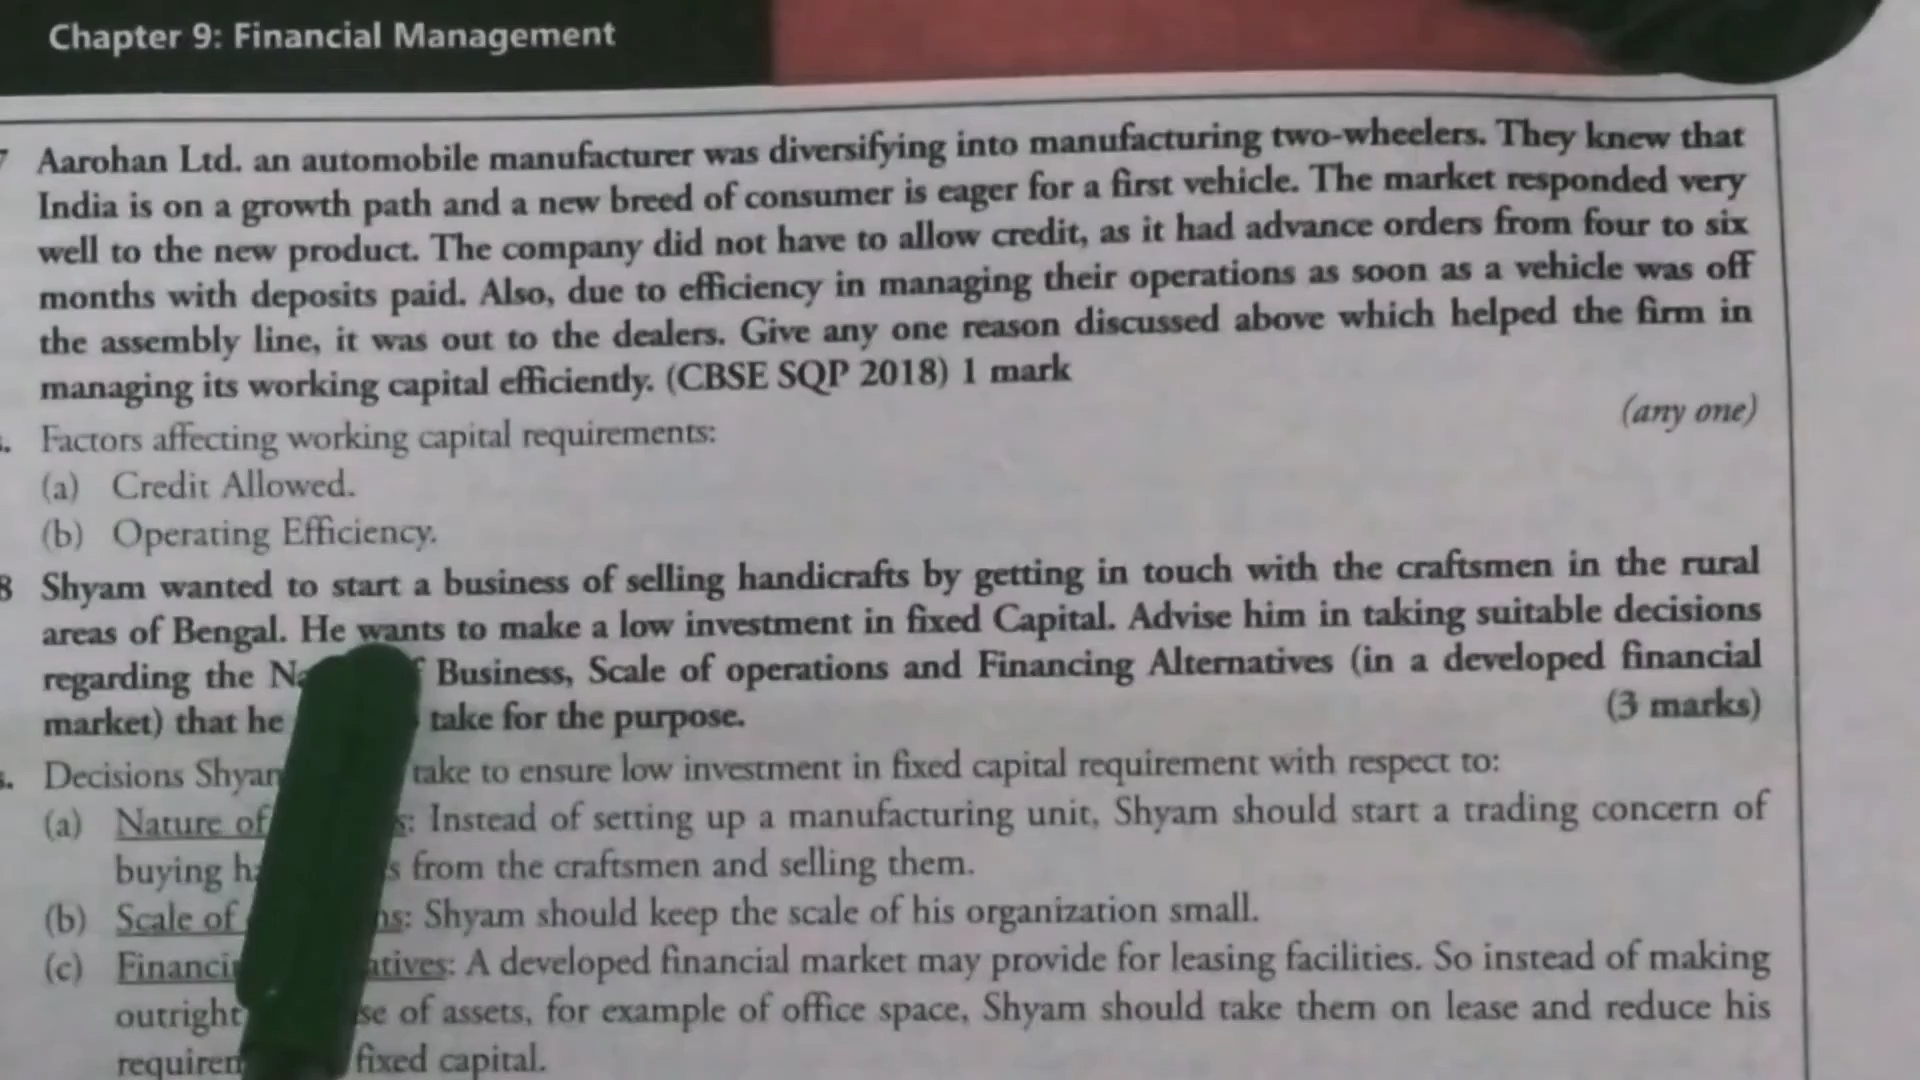 Chapter 9: Financial Management
Aarohan Ltd. an automobile manufacturer was diversifying into manufacturing two-wheelers. They knew that
India is on a growth path and a new breed of consumer is eager for a first vehicle. The market responded very
well to the new product. The company did not have to allow credit, as it had advance orders from four to six
months with deposits paid. Also, due to efficiency in managing their operations as soon as a vehicle was off
the assembly line, it was out to the dealers. Give any one reason discussed above which helped the firm in
managing its working capital efficiently. (CBSE SQP 2018) 1 mark
(any one)
Factors affecting working capital requirements:
(a) Credit Allowed.
(b) Operating Efficiency.
8 Shyam wanted to start a business of selling handicrafts by getting in touch with the craftsmen in the rural
areas of Bengal. He wants to make a low investment in fixed Capital. Advise him in taking suitable decisions
regarding the Business, Scale of operations and Financing Alternatives (in a developed financial
market) that he take for the purpose.
(3 marks)
Decisions take to ensure low investment in fixed capital requirement with respect to:
(a) Nature of Instead of setting up a manufacturing unit, Shyam should start a trading concern of
buying from the craftsmen and selling them.
(b) Scale of Shyam should keep the scale of his organization small.
(c) A developed financial market may provide for leasing facilities. So instead of making
outright of assets, for example of office space, Shyam should take them on lease and reduce his
fixed capital.